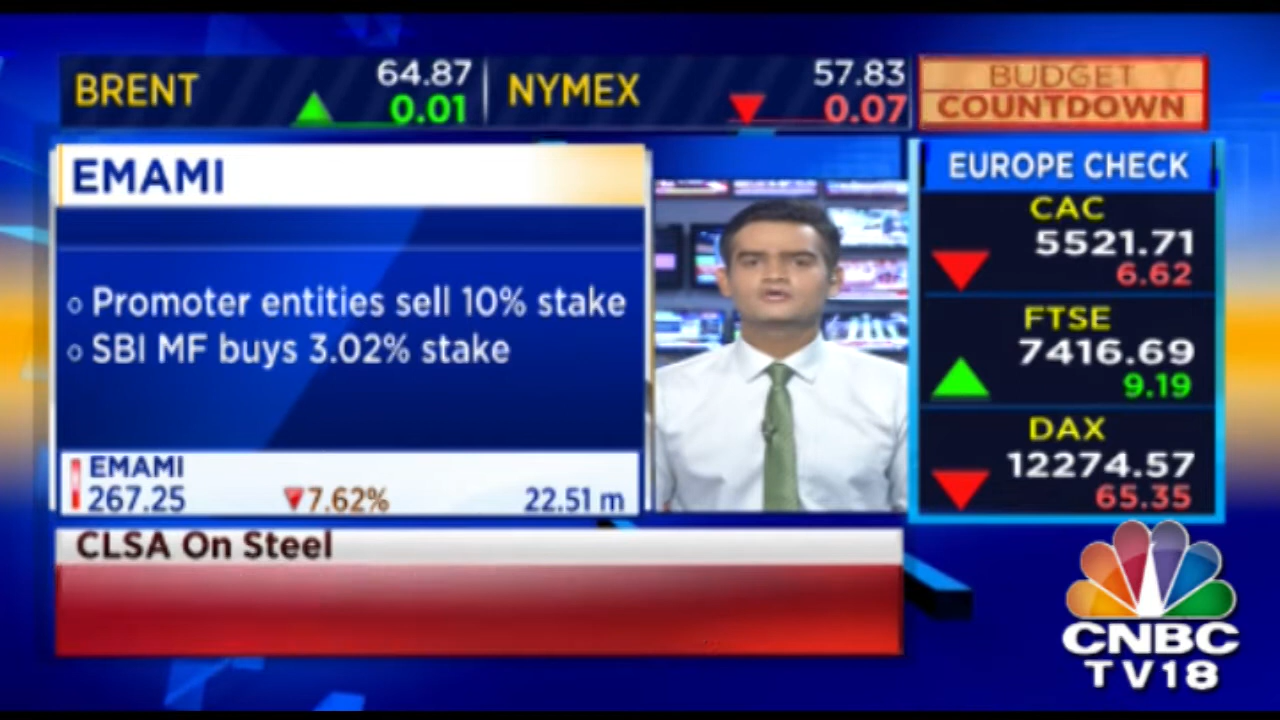 BRENT 64.87 0.01
NYMEX 57.83 0.07
BUDGET
COUNTDOWN
EMAMI
Promoter entities sell 10% stake
SBI MF buys 3.02% stake
EMAMI
267.25 7.62% 22.51 m
EUROPE CHECK
CAC
5521.71
6.62
FTSE
7416.69
9.19
DAX
12274.57
65.35
CLSA On Steel
CNBC
TV18